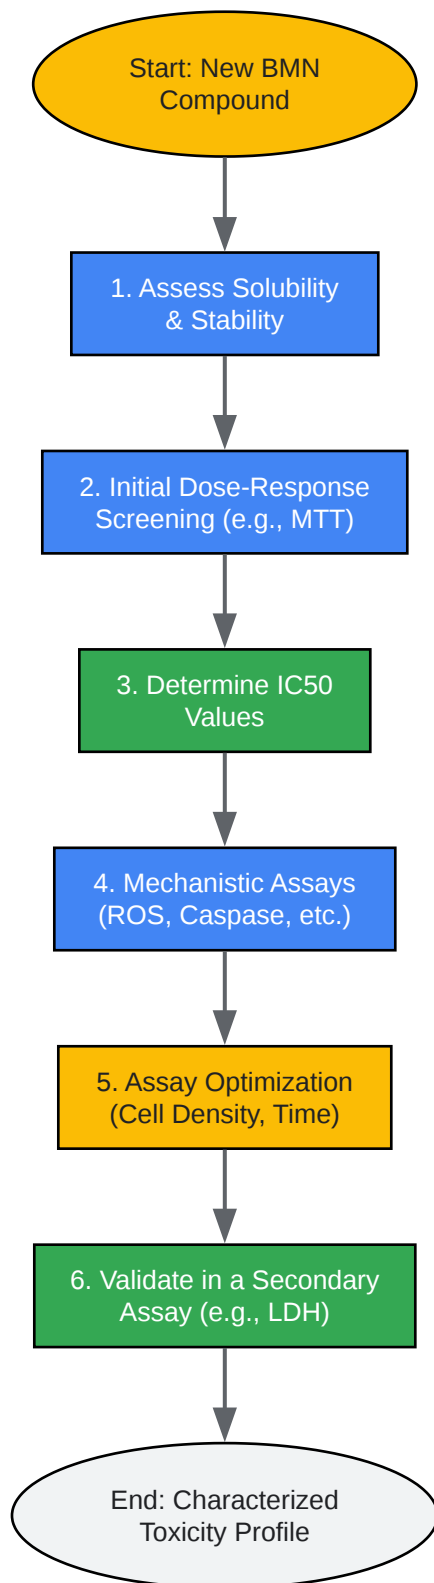 Start: New BMN
Compound
1. Assess Solubility
& Stability
2. Initial Dose-Response
Screening (e.g., MTT)
3. Determine IC50
Values
4. Mechanistic Assays
(ROS, Caspase, etc.)
5. Assay Optimization
(Cell Density, Time)
6. Validate in a Secondary
Assay (e.g., LDH)
End: Characterized
Toxicity Profile